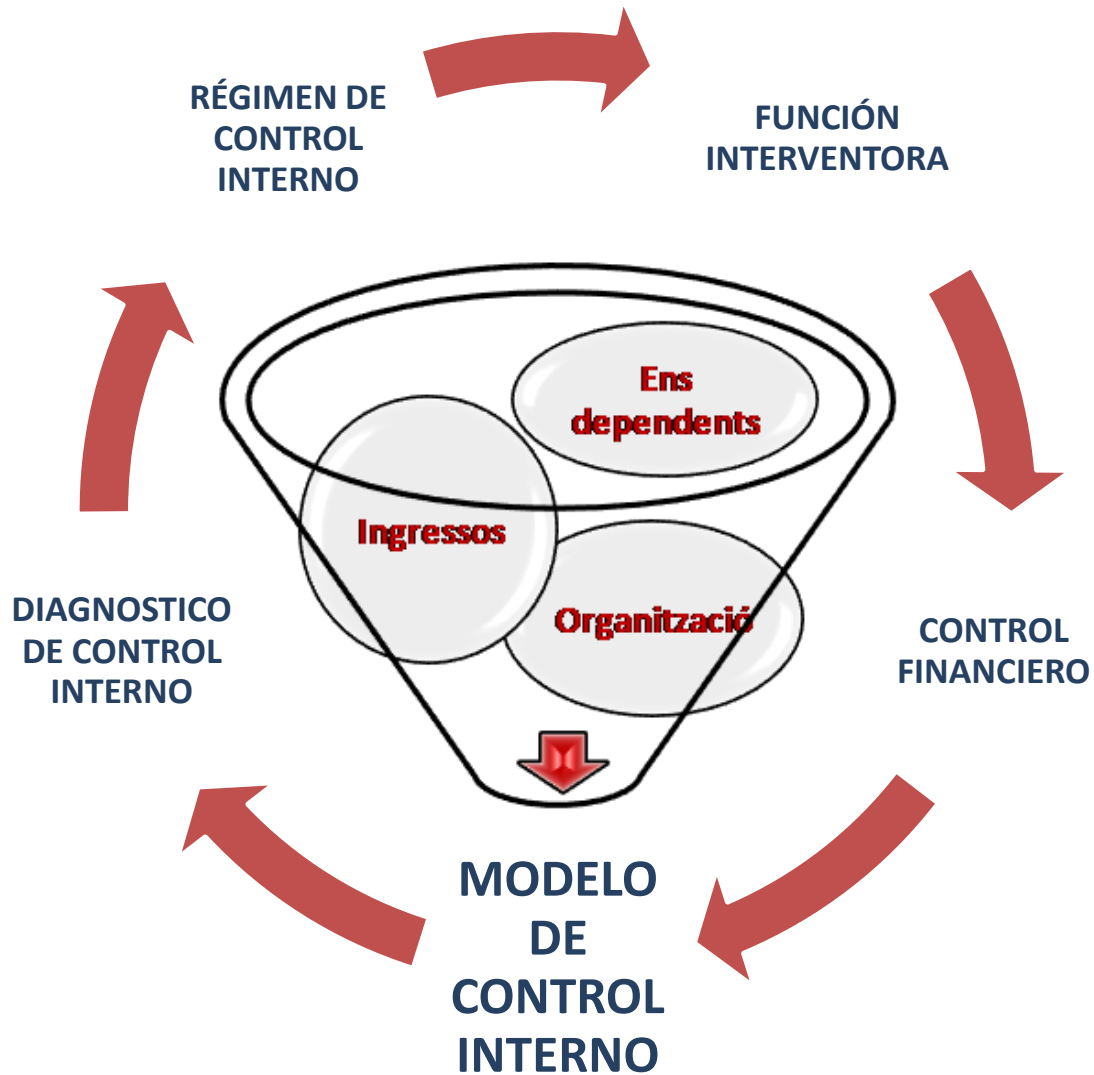 RÉGIMEN DE
CONTROL
INTERNO
FUNCIÓN
INTERVENTORA
Ens
dependents
Ingressos
Organització
DIAGNOSTICO
DE CONTROL
INTERNO
CONTROL
FINANCIERO
MODELO
DE
CONTROL
INTERNO